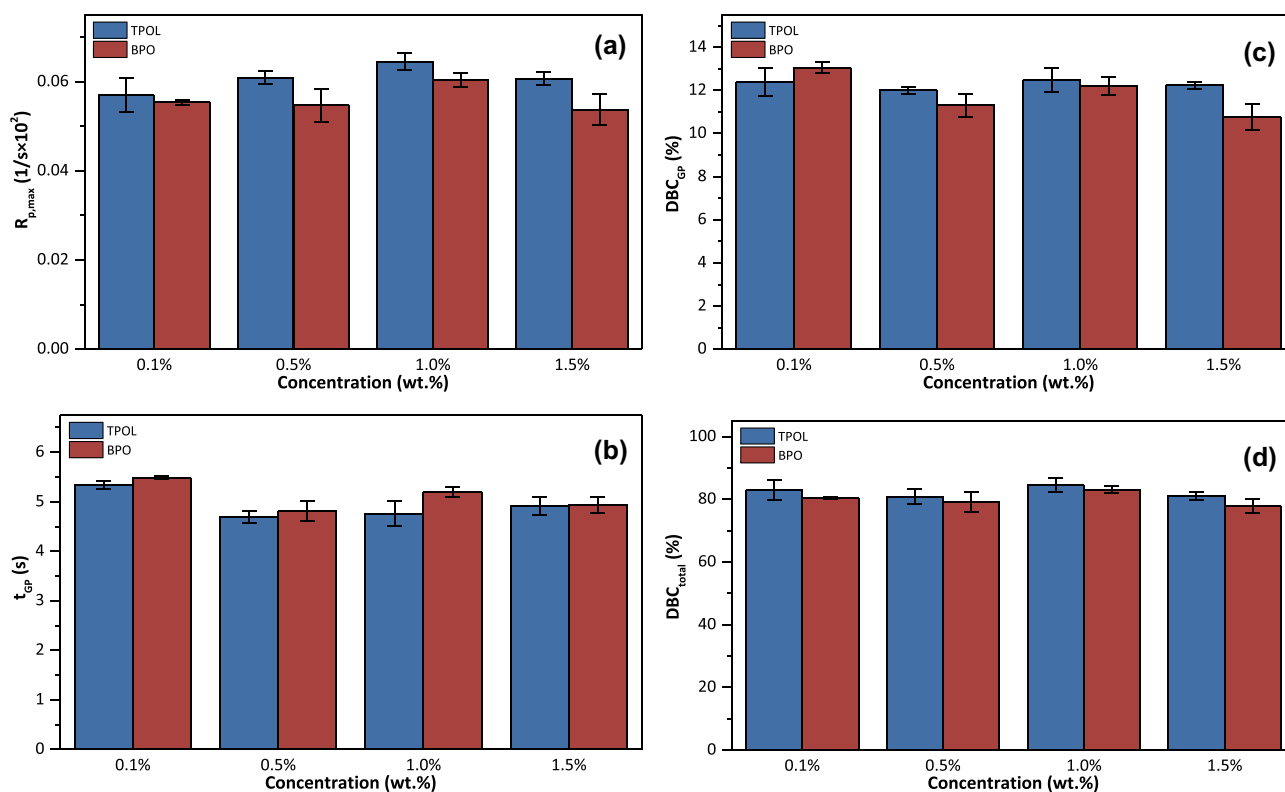 TPOL
BPO
(a)
0.06
0.04
0.02
0.00
R_p,max (1/s×10^2)
0.1% 0.5% 1.0% 1.5%
Concentration (wt.%)
TPOL
BPO
(c)
14
12
10
8
6
4
2
0
DBC_GP (%)
0.1% 0.5% 1.0% 1.5%
Concentration (wt.%)
TPOL
BPO
(b)
6
5
4
3
2
1
0
t_GP (s)
0.1% 0.5% 1.0% 1.5%
Concentration (wt.%)
TPOL
BPO
(d)
100
80
60
40
20
0
DBC_total (%)
0.1% 0.5% 1.0% 1.5%
Concentration (wt.%)